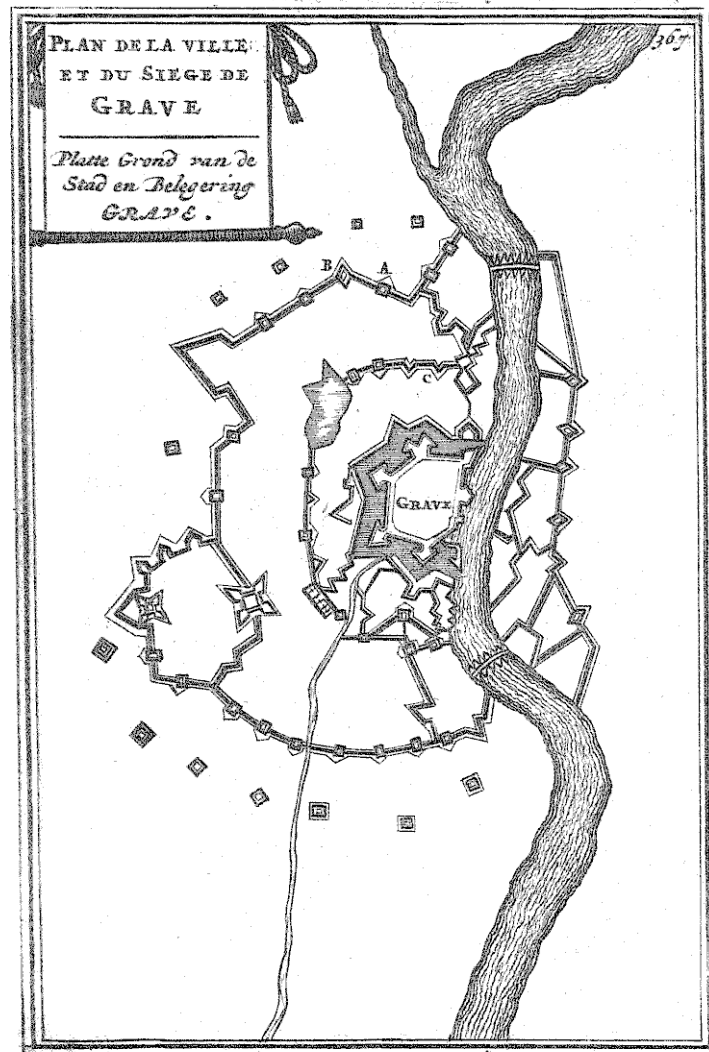 PLAN DE LA VILLE
ET DU SIEGE DE
GRAVE
Platte Grond van de
Stad en Belegering
GRAVE.
367
B
A
C
GRAVE